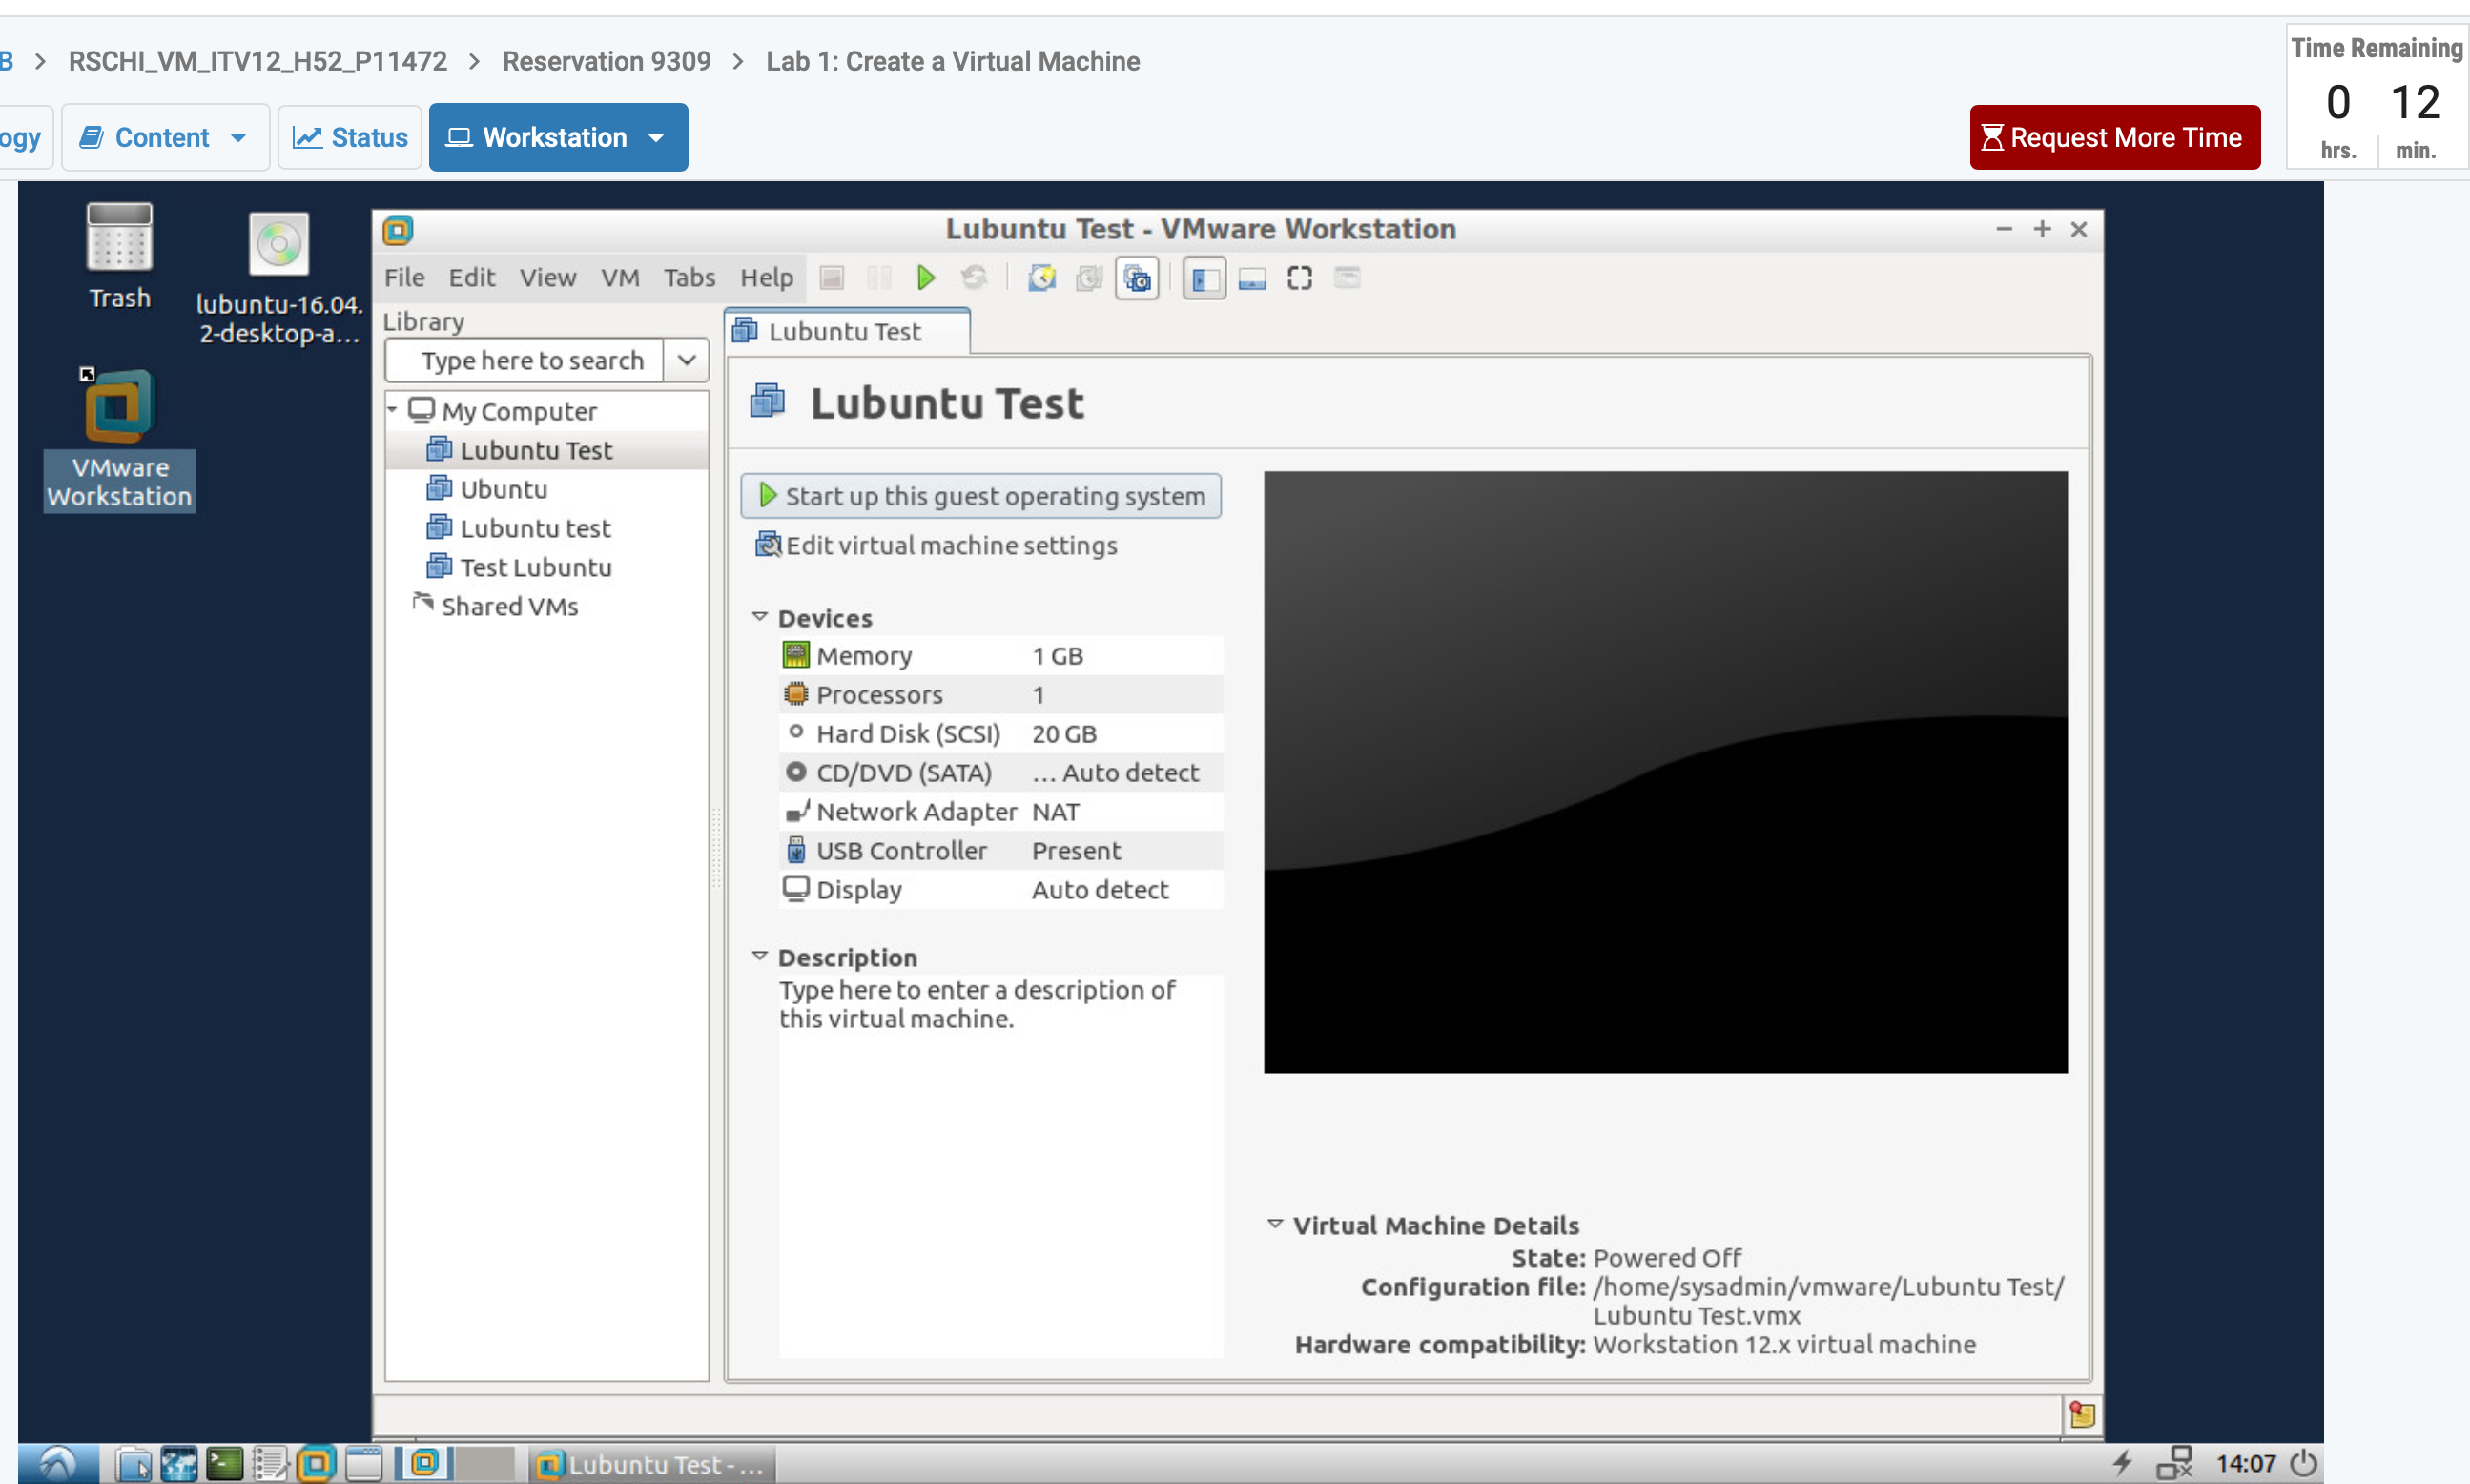 B > RSCHI_VM_ITV12_H52_P11472 > Reservation 9309 > Lab 1: Create a Virtual Machine
Time Remaining
0 12
hrs. min.
ogy Content Status Workstation
Request More Time
Trash
lubuntu-16.04.
2-desktop-a...
VMware
Workstation
Lubuntu Test - VMware Workstation
File Edit View VM Tabs Help
Library
Type here to search
My Computer
Lubuntu Test
Ubuntu
Lubuntu test
Test Lubuntu
Shared VMs
Lubuntu Test
Lubuntu Test
Start up this guest operating system
Edit virtual machine settings
Devices
Memory 1 GB
Processors 1
Hard Disk (SCSI) 20 GB
CD/DVD (SATA) ... Auto detect
Network Adapter NAT
USB Controller Present
Display Auto detect
Description
Type here to enter a description of
this virtual machine.
Virtual Machine Details
State: Powered Off
Configuration file: /home/sysadmin/vmware/Lubuntu Test/
Lubuntu Test.vmx
Hardware compatibility: Workstation 12.x virtual machine
Lubuntu Test - ...
14:07